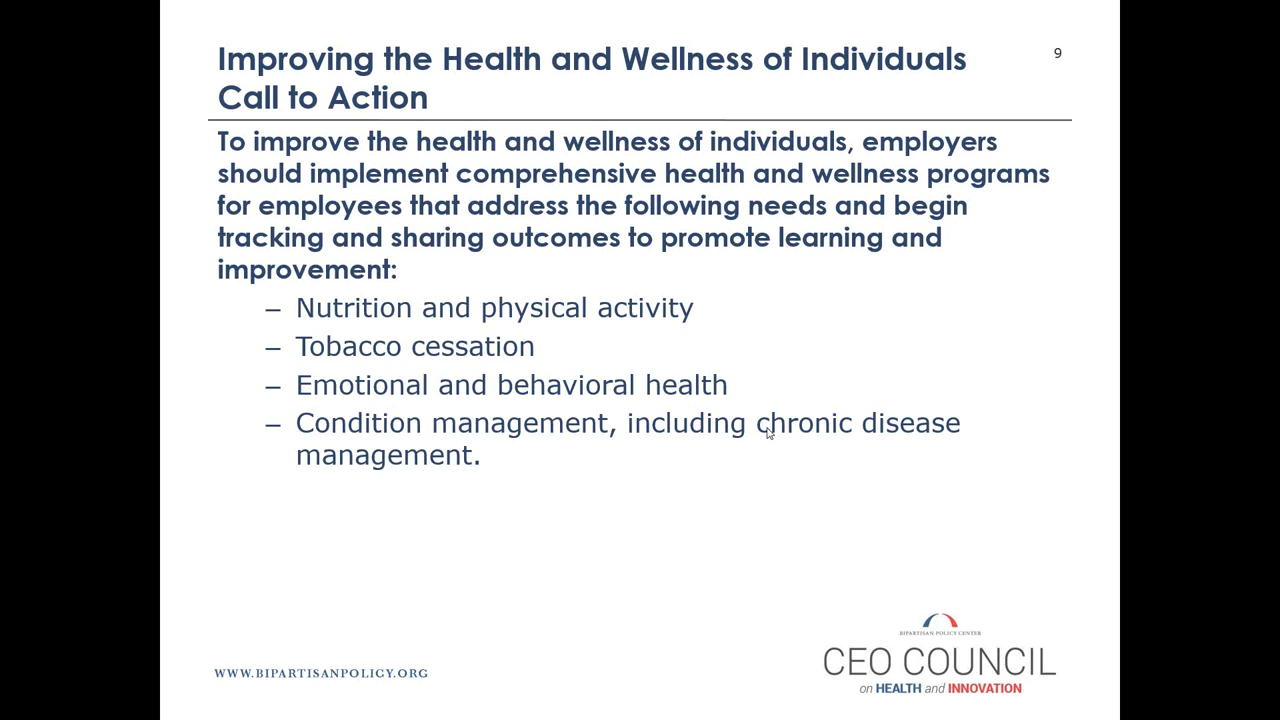 Improving the Health and Wellness of Individuals
9
Call to Action
To improve the health and wellness of individuals, employers
should implement comprehensive health and wellness programs
for employees that address the following needs and begin
tracking and sharing outcomes to promote learning and
improvement:
– Nutrition and physical activity
– Tobacco cessation
– Emotional and behavioral health
– Condition management, including chronic disease
management.
BIPARTISAN POLICY CENTER
CEO COUNCIL
on HEALTH and INNOVATION
WWW.BIPARTISANPOLICY.ORG